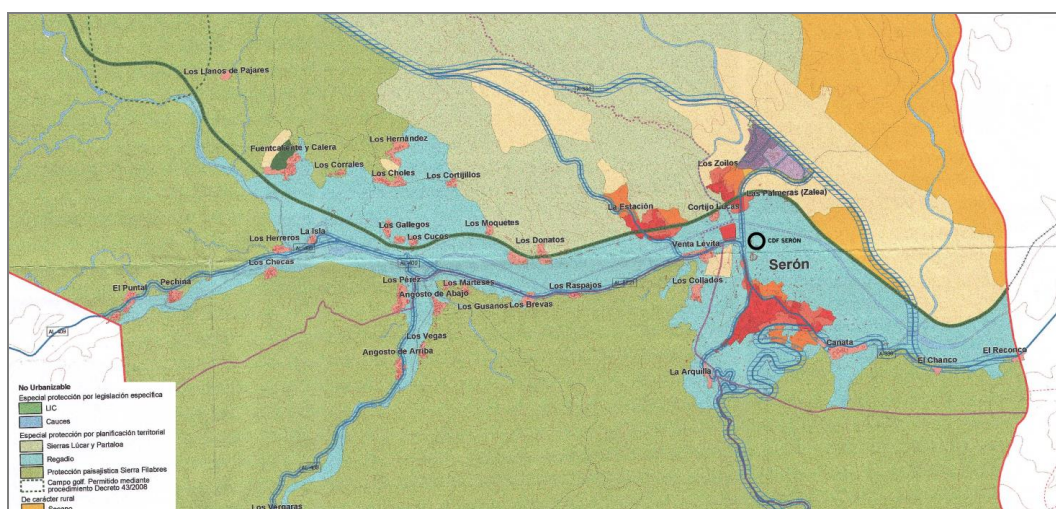 A-334
Los Llanos de Pajares
Los Hernández
Fuentecaliente y Calera
Los Zoilos
Los Corrales
Los Choles
Los Cortijillos
Las Palmeras (Zalea)
La Estación
Cortijo Lucas
Los Gallegos
Los Moquetes
La Isla
Los Cucos
Los Herreros
Los Donatos
Venta Levita
CDF SERÓN
Los Checas
Serón
Pechina
Los Pérez
Los Marteses
Los Raspajos
Los Collados
El Puntal
Angosto de Abajo
Los Gusanos
Los Brevas
Los Vegas
Angosto de Arriba
Canata
El Chanco
El Reconco
La Arquilla
Los Vergaras
No Urbanizable
Especial protección por legislación específica
LIC
Cauces
Especial protección por planificación territorial
Sierras Lúcar y Partaloa
Regadío
Protección paisajística Sierra Filabres
Campo golf. Permitido mediante
procedimiento Decreto 43/2008
De carácter rural
Secano